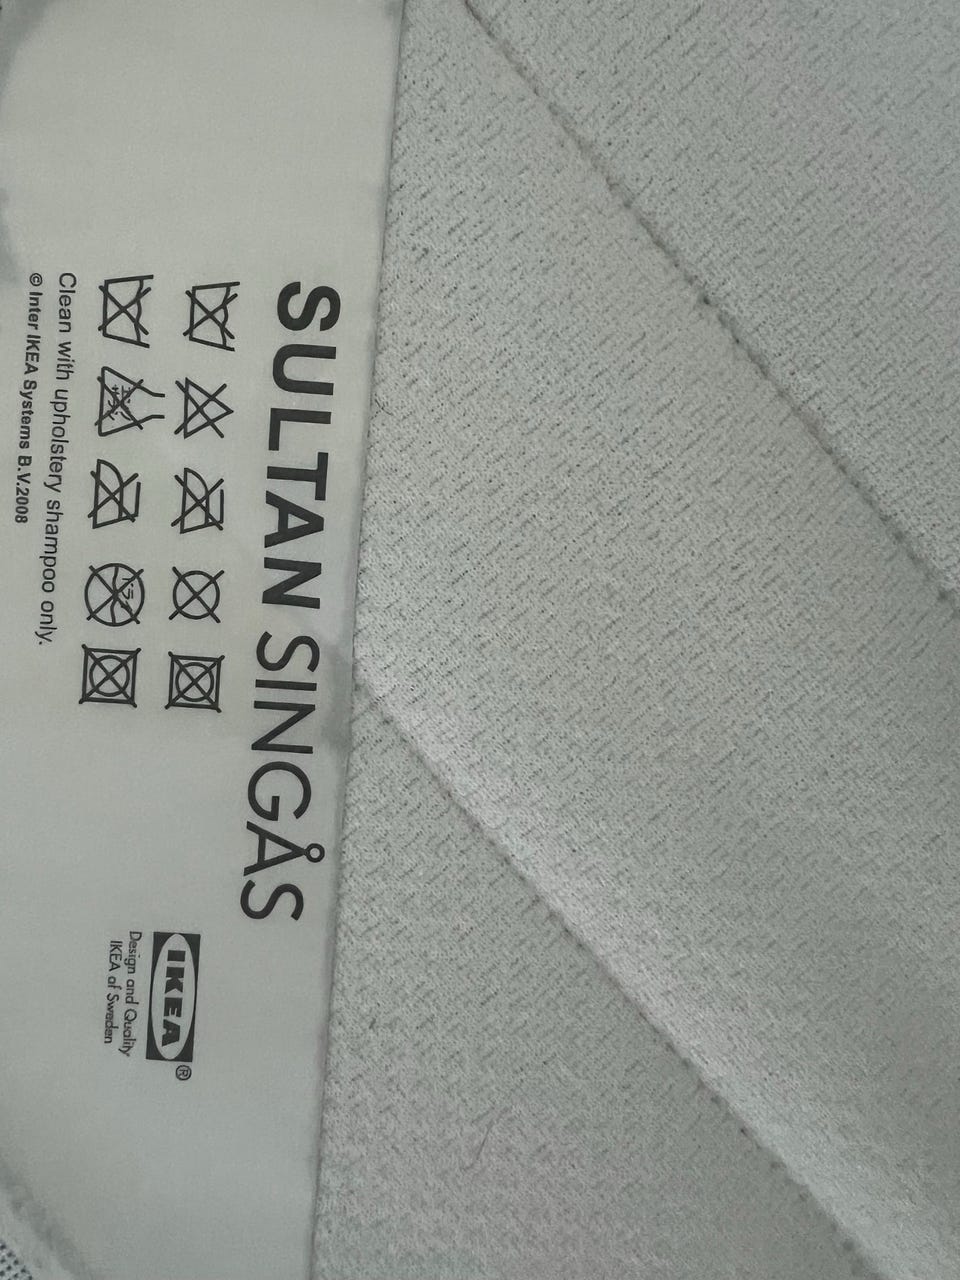 SULTAN SINGÅS
Clean with upholstery shampoo only.
© Inter IKEA Systems B.V.2008
IKEA®
Design and Quality
IKEA of Sweden